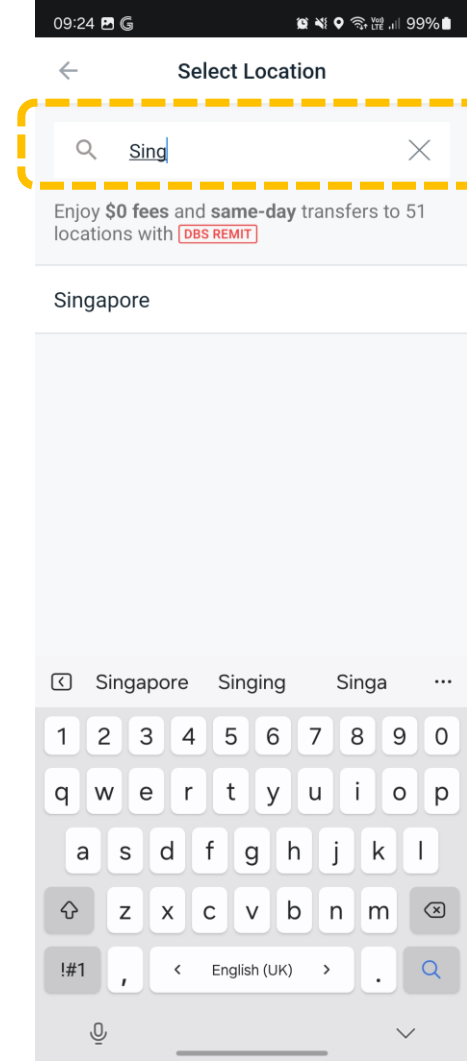 09:24 G 99%
Select Location
Sing
Enjoy $0 fees and same-day transfers to 51
locations with DBS REMIT
Singapore
Singapore Singing Singa ...
1 2 3 4 5 6 7 8 9 0
q w e r t y u i o p
a s d f g h j k l
z x c v b n m
!#1 , < English (UK) > .